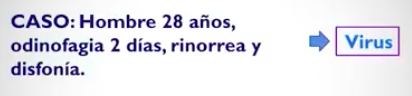 CASO: Hombre 28 años,
odinofagia 2 días, rinorrea y
disfonía.
Virus